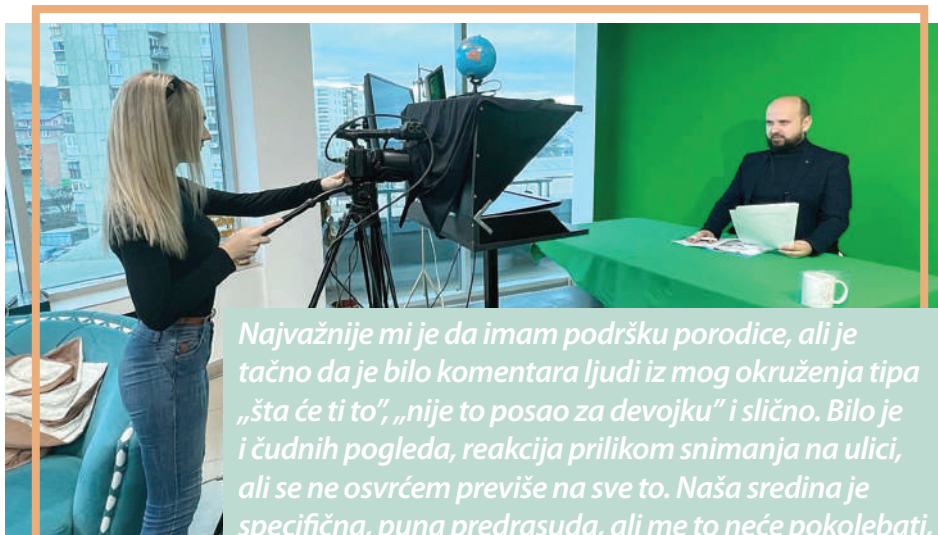 Najvažnije mi je da imam podršku porodice, ali je
tačno da je bilo komentara ljudi iz mog okruženja tipa
„šta će ti to”, „nije to posao za devojku” i slično. Bilo je
i čudnih pogleda, reakcija prilikom snimanja na ulici,
ali se ne osvrćem previše na sve to. Naša sredina je
specifična, puna predrasuda, ali me to neće pokolebati.